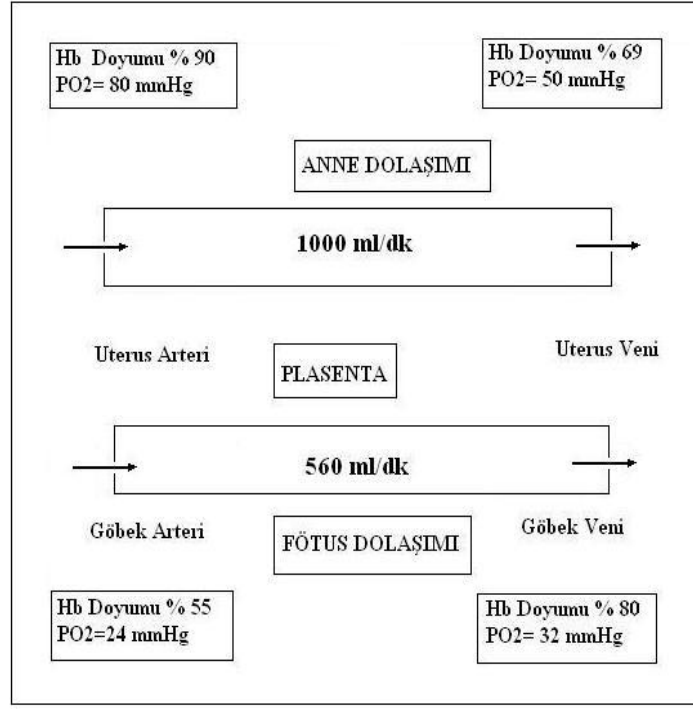 Hb Doyumu % 90
PO2= 80 mmHg
Hb Doyumu % 69
PO2= 50 mmHg
ANNE DOLAŞIMI
1000 ml/dk
Uterus Arteri
Uterus Veni
PLASENTA
560 ml/dk
Göbek Arteri
Göbek Veni
FÖTUS DOLAŞIMI
Hb Doyumu % 55
PO2=24 mmHg
Hb Doyumu % 80
PO2= 32 mmHg